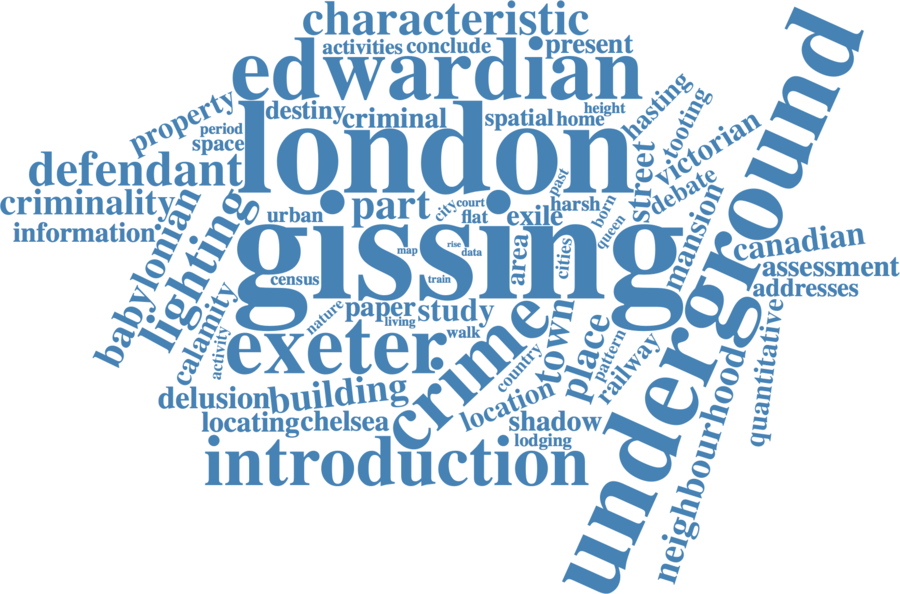 characteristic
activities conclude present
edwardian
property destiny criminal spatial home height hasting tooting
period
space
london
street victorian
underground
defendant
criminality
information
urban part city court flat exile past harsh born queen debate
babylonian
lighting
gissing
map rise data
census train
area cities mansion
canadian
assessment
addresses
calamity
activity
nature paper living study walk
exeter
crime
town place pattern railway
country
delusion building
locating chelsea
location shadow
lodging
introduction
neighbourhood
quantitative